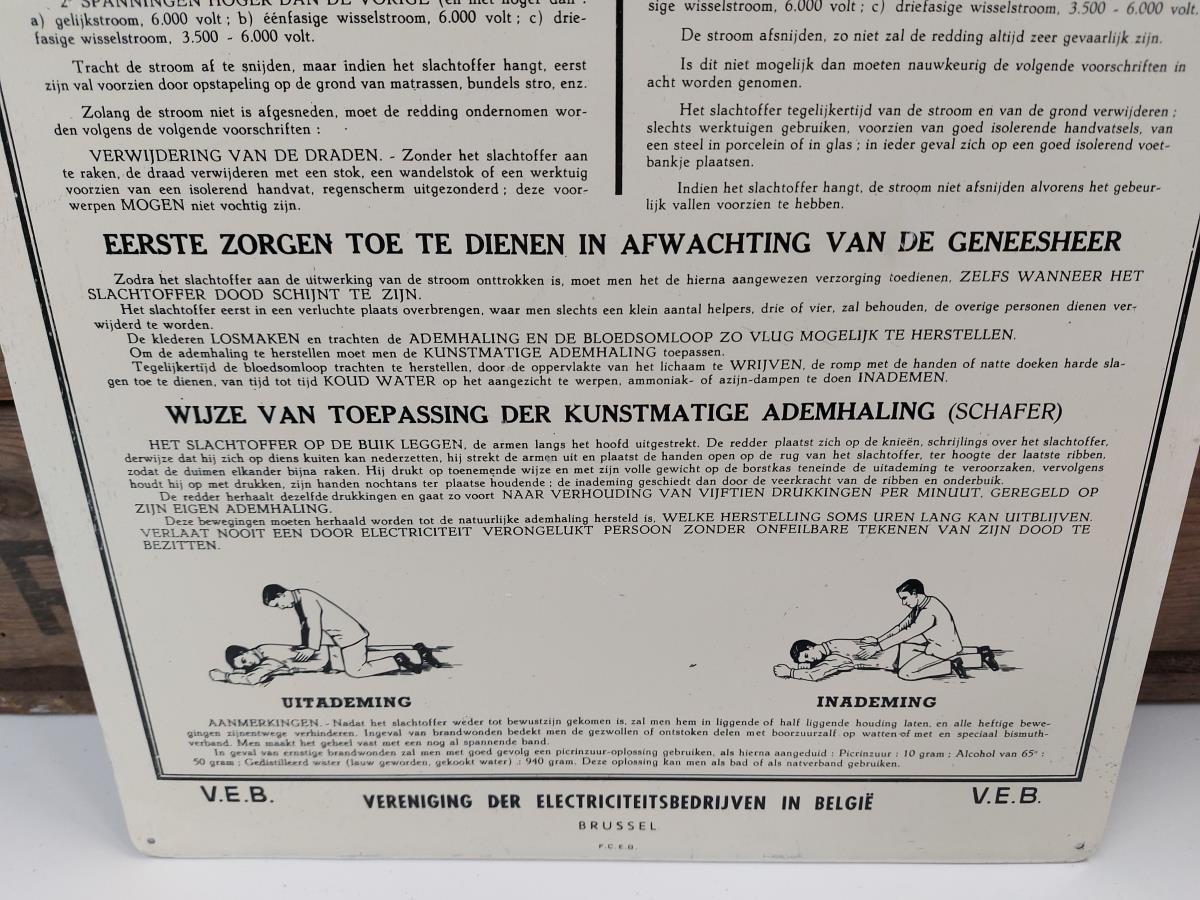 2° SPANNINGEN HOGER DAN DE VORIGE (en niet hoger dan :
a) gelijkstroom, 6.000 volt ; b) éénfasige wisselstroom, 6.000 volt ; c) drie-
fasige wisselstroom, 3.500 - 6.000 volt.
Tracht de stroom af te snijden, maar indien het slachtoffer hangt, eerst
zijn val voorzien door opstapeling op de grond van matrassen, bundels stro, enz.
Zolang de stroom niet is afgesneden, moet de redding ondernomen wor-
den volgens de volgende voorschriften :
VERWIJDERING VAN DE DRADEN. - Zonder het slachtoffer aan
te raken, de draad verwijderen met een stok, een wandelstok of een werktuig
voorzien van een isolerend handvat, regenscherm uitgezonderd ; deze voor-
werpen MOGEN niet vochtig zijn.
sige wisselstroom, 6.000 volt ; c) driefasige wisselstroom, 3.500 - 6.000 volt.
De stroom afsnijden, zo niet zal de redding altijd zeer gevaarlijk zijn.
Is dit niet mogelijk dan moeten nauwkeurig de volgende voorschriften in
acht worden genomen.
Het slachtoffer tegelijkertijd van de stroom en van de grond verwijderen ;
slechts werktuigen gebruiken, voorzien van goed isolerende handvatsels, van
een steel in porcelein of in glas ; in ieder geval zich op een goed isolerend voet-
bankje plaatsen.
Indien het slachtoffer hangt, de stroom niet afsnijden alvorens het gebeur-
lijk vallen voorzien te hebben.
EERSTE ZORGEN TOE TE DIENEN IN AFWACHTING VAN DE GENEESHEER
Zodra het slachtoffer aan de uitwerking van de stroom onttrokken is, moet men het de hierna aangewezen verzorging toedienen, ZELFS WANNEER HET
SLACHTOFFER DOOD SCHIJNT TE ZIJN.
Het slachtoffer eerst in een verluchte plaats overbrengen, waar men slechts een klein aantal helpers, drie of vier, zal behouden, de overige personen dienen ver-
wijderd te worden.
De klederen LOSMAKEN en trachten de ADEMHALING EN DE BLOEDSOMLOOP ZO VLUG MOGELIJK TE HERSTELLEN.
Om de ademhaling te herstellen moet men de KUNSTMATIGE ADEMHALING toepassen.
Tegelijkertijd de bloedsomloop trachten te herstellen, door de oppervlakte van het lichaam te WRIJVEN, de romp met de handen of natte doeken harde sla-
gen toe te dienen, van tijd tot tijd KOUD WATER op het aangezicht te werpen, ammoniak- of azijn-dampen te doen INADEMEN.
WIJZE VAN TOEPASSING DER KUNSTMATIGE ADEMHALING (SCHAFER)
HET SLACHTOFFER OP DE BUIK LEGGEN, de armen langs het hoofd uitgestrekt. De redder plaatst zich op de knieën, schrijlings over het slachtoffer,
derwijze dat hij zich op diens kuiten kan nederzetten, hij strekt de armen uit en plaatst de handen open op de rug van het slachtoffer, ter hoogte der laatste ribben,
zodat de duimen elkander bijna raken. Hij drukt op toenemende wijze en met zijn volle gewicht op de borstkas teneinde de uitademing te veroorzaken, vervolgens
houdt hij op met drukken, zijn handen nochtans ter plaatse houdende ; de inademing geschiedt dan door de veerkracht van de ribben en onderbuik.
De redder herhaalt dezelfde drukkingen en gaat zo voort NAAR VERHOUDING VAN VIJFTIEN DRUKKINGEN PER MINUUT, GEREGELD OP
ZIJN EIGEN ADEMHALING.
Deze bewegingen moeten herhaald worden tot de natuurlijke ademhaling hersteld is, WELKE HERSTELLING SOMS UREN LANG KAN UITBLIJVEN.
VERLAAT NOOIT EEN DOOR ELECTRICITEIT VERONGELUKT PERSOON ZONDER ONFEILBARE TEKENEN VAN ZIJN DOOD TE
BEZITTEN.
UITADEMING
INADEMING
AANMERKINGEN. - Nadat het slachtoffer weder tot bewustzijn gekomen is, zal men hem in liggende of half liggende houding laten, en alle heftige bewe-
gingen zijnentwege verhinderen. Ingeval van brandwonden bedekt men de gezwollen of ontstoken delen met boorzuurzalf op watten of met en speciaal bismuth-
verband. Men maakt het geheel vast met een nog al spannende band.
In geval van ernstige brandwonden zal men met goed gevolg een picrinzuur-oplossing gebruiken, als hierna aangeduid : Picrinzuur : 10 gram ; Alcohol van 65° :
50 gram ; Gedistilleerd water (lauw geworden, gekookt water) : 940 gram. Deze oplossing kan men als bad of als natverband gebruiken.
V.E.B. VERENIGING DER ELECTRICITEITSBEDRIJVEN IN BELGIË V.E.B.
BRUSSEL
F.C.E.B.